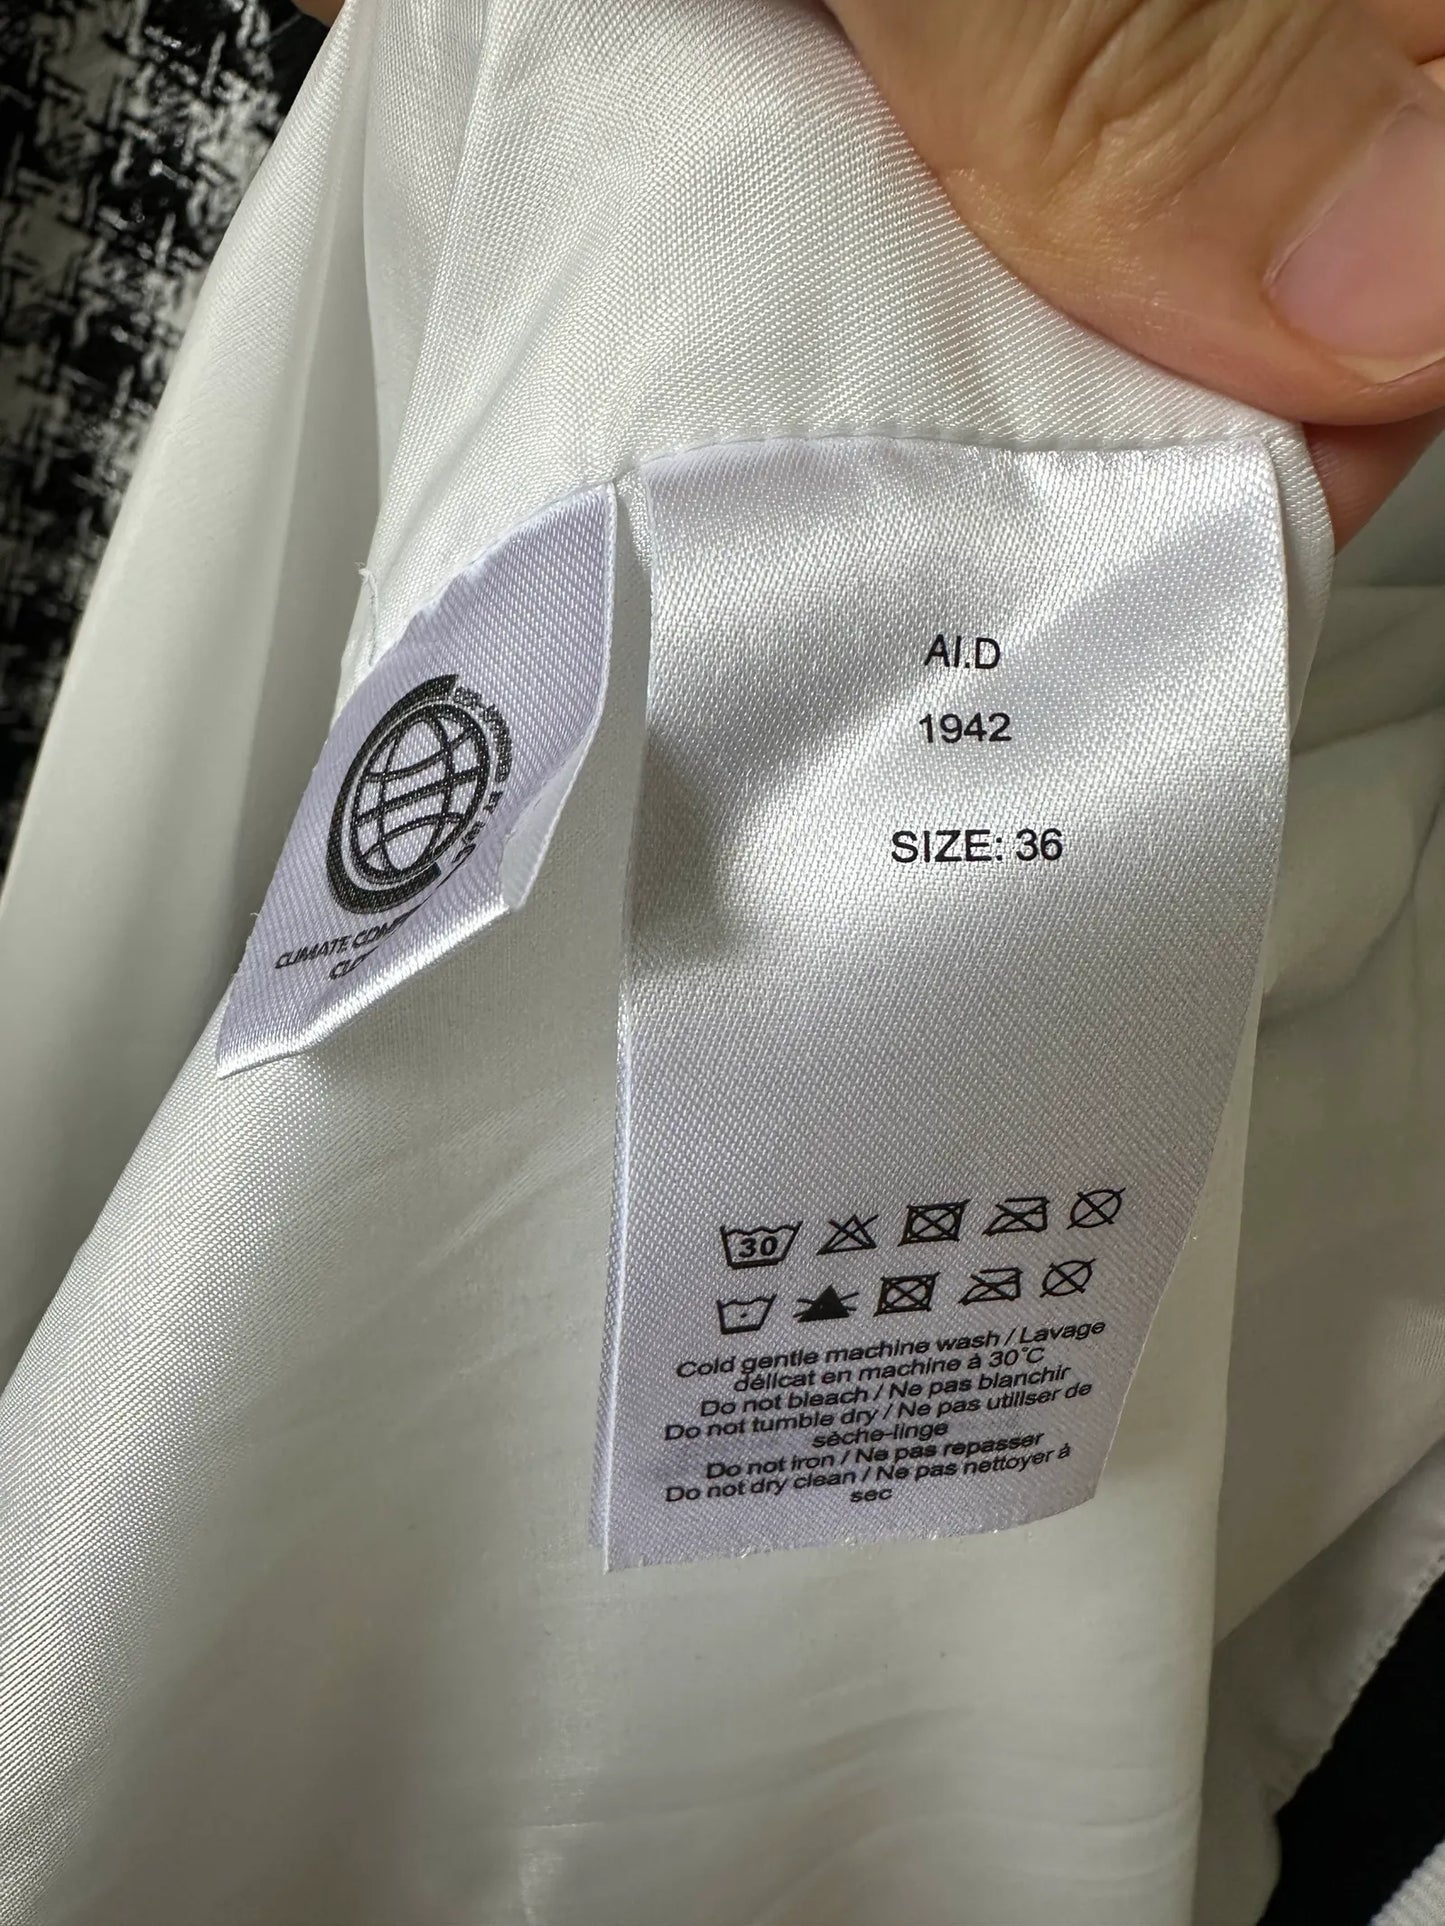 CLIMATE
AI.D
1942
SIZE: 36
30
Cold gentle machine wash / Lavage
délicat en machine à 30°C
Do not bleach / Ne pas blanchir
Do not tumble dry / Ne pas utiliser de
sèche-linge
Do not iron / Ne pas repasser
Do not dry clean / Ne pas nettoyer à
sec